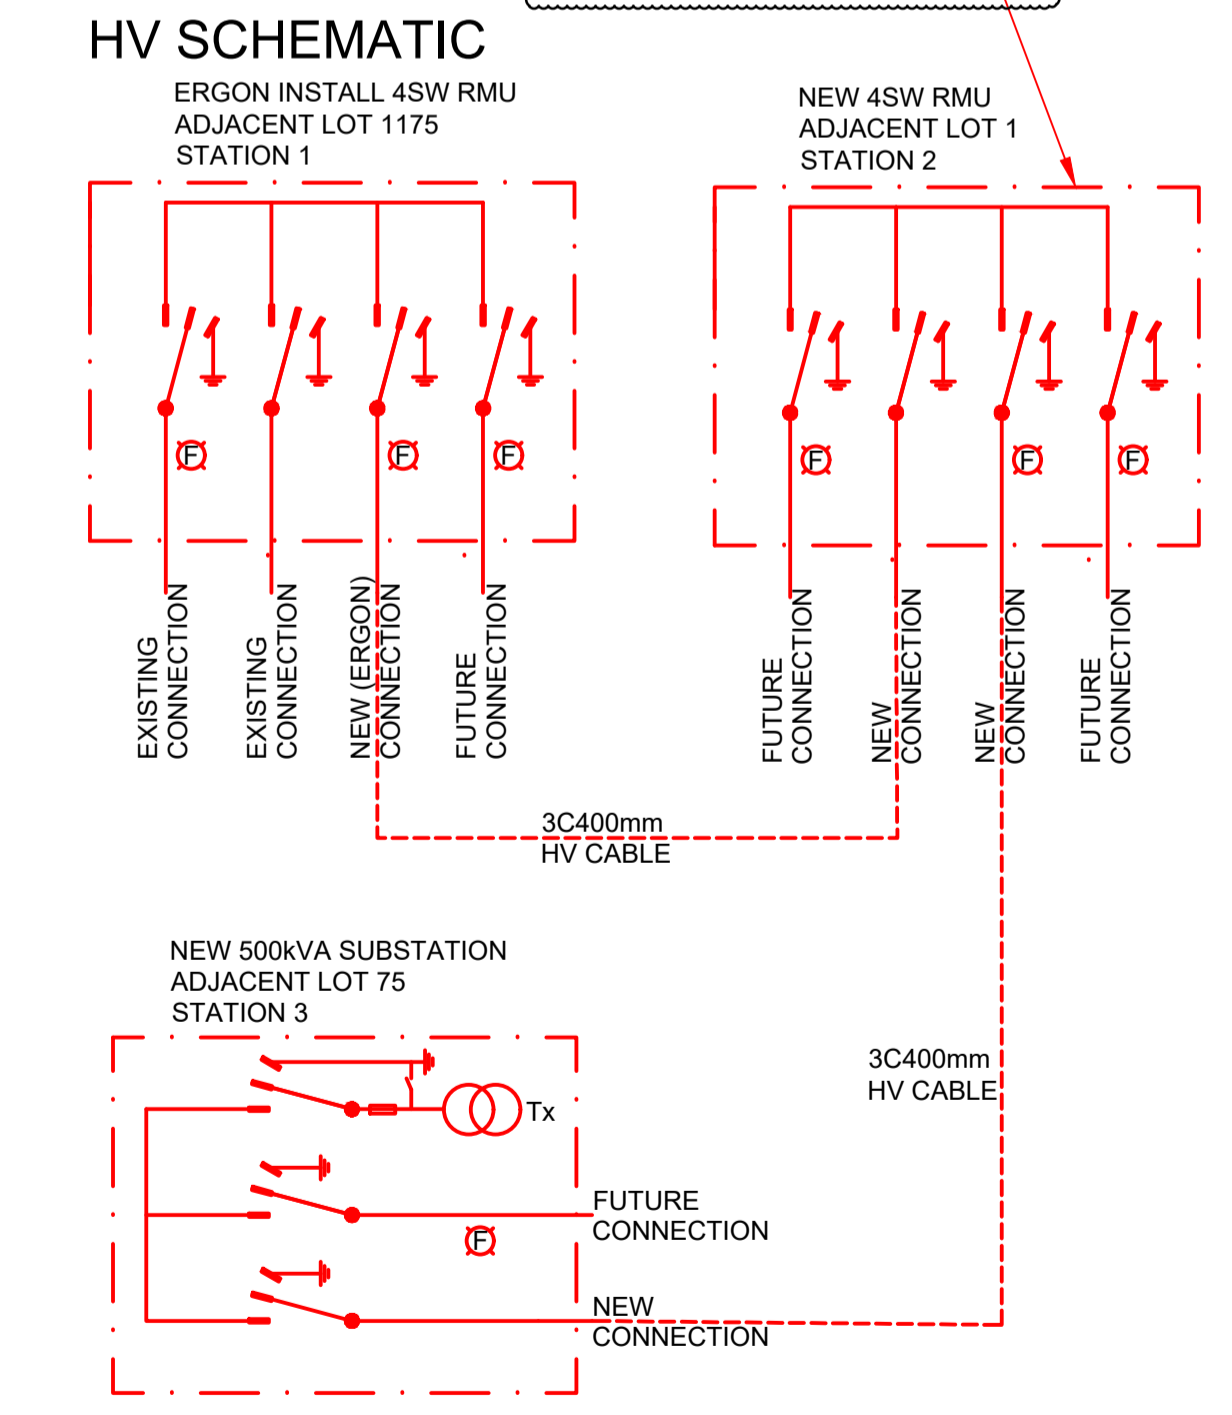 HV SCHEMATIC
ERGON INSTALL 4SW RMU
ADJACENT LOT 1175
STATION 1
NEW 4SW RMU
ADJACENT LOT 1
STATION 2
F
F
F
F
F
F
EXISTING
CONNECTION
EXISTING
CONNECTION
NEW (ERGON)
CONNECTION
FUTURE
CONNECTION
FUTURE
CONNECTION
NEW
CONNECTION
NEW
CONNECTION
FUTURE
CONNECTION
3C400mm
HV CABLE
NEW 500kVA SUBSTATION
ADJACENT LOT 75
STATION 3
Tx
3C400mm
HV CABLE
FUTURE
CONNECTION
F
NEW
CONNECTION